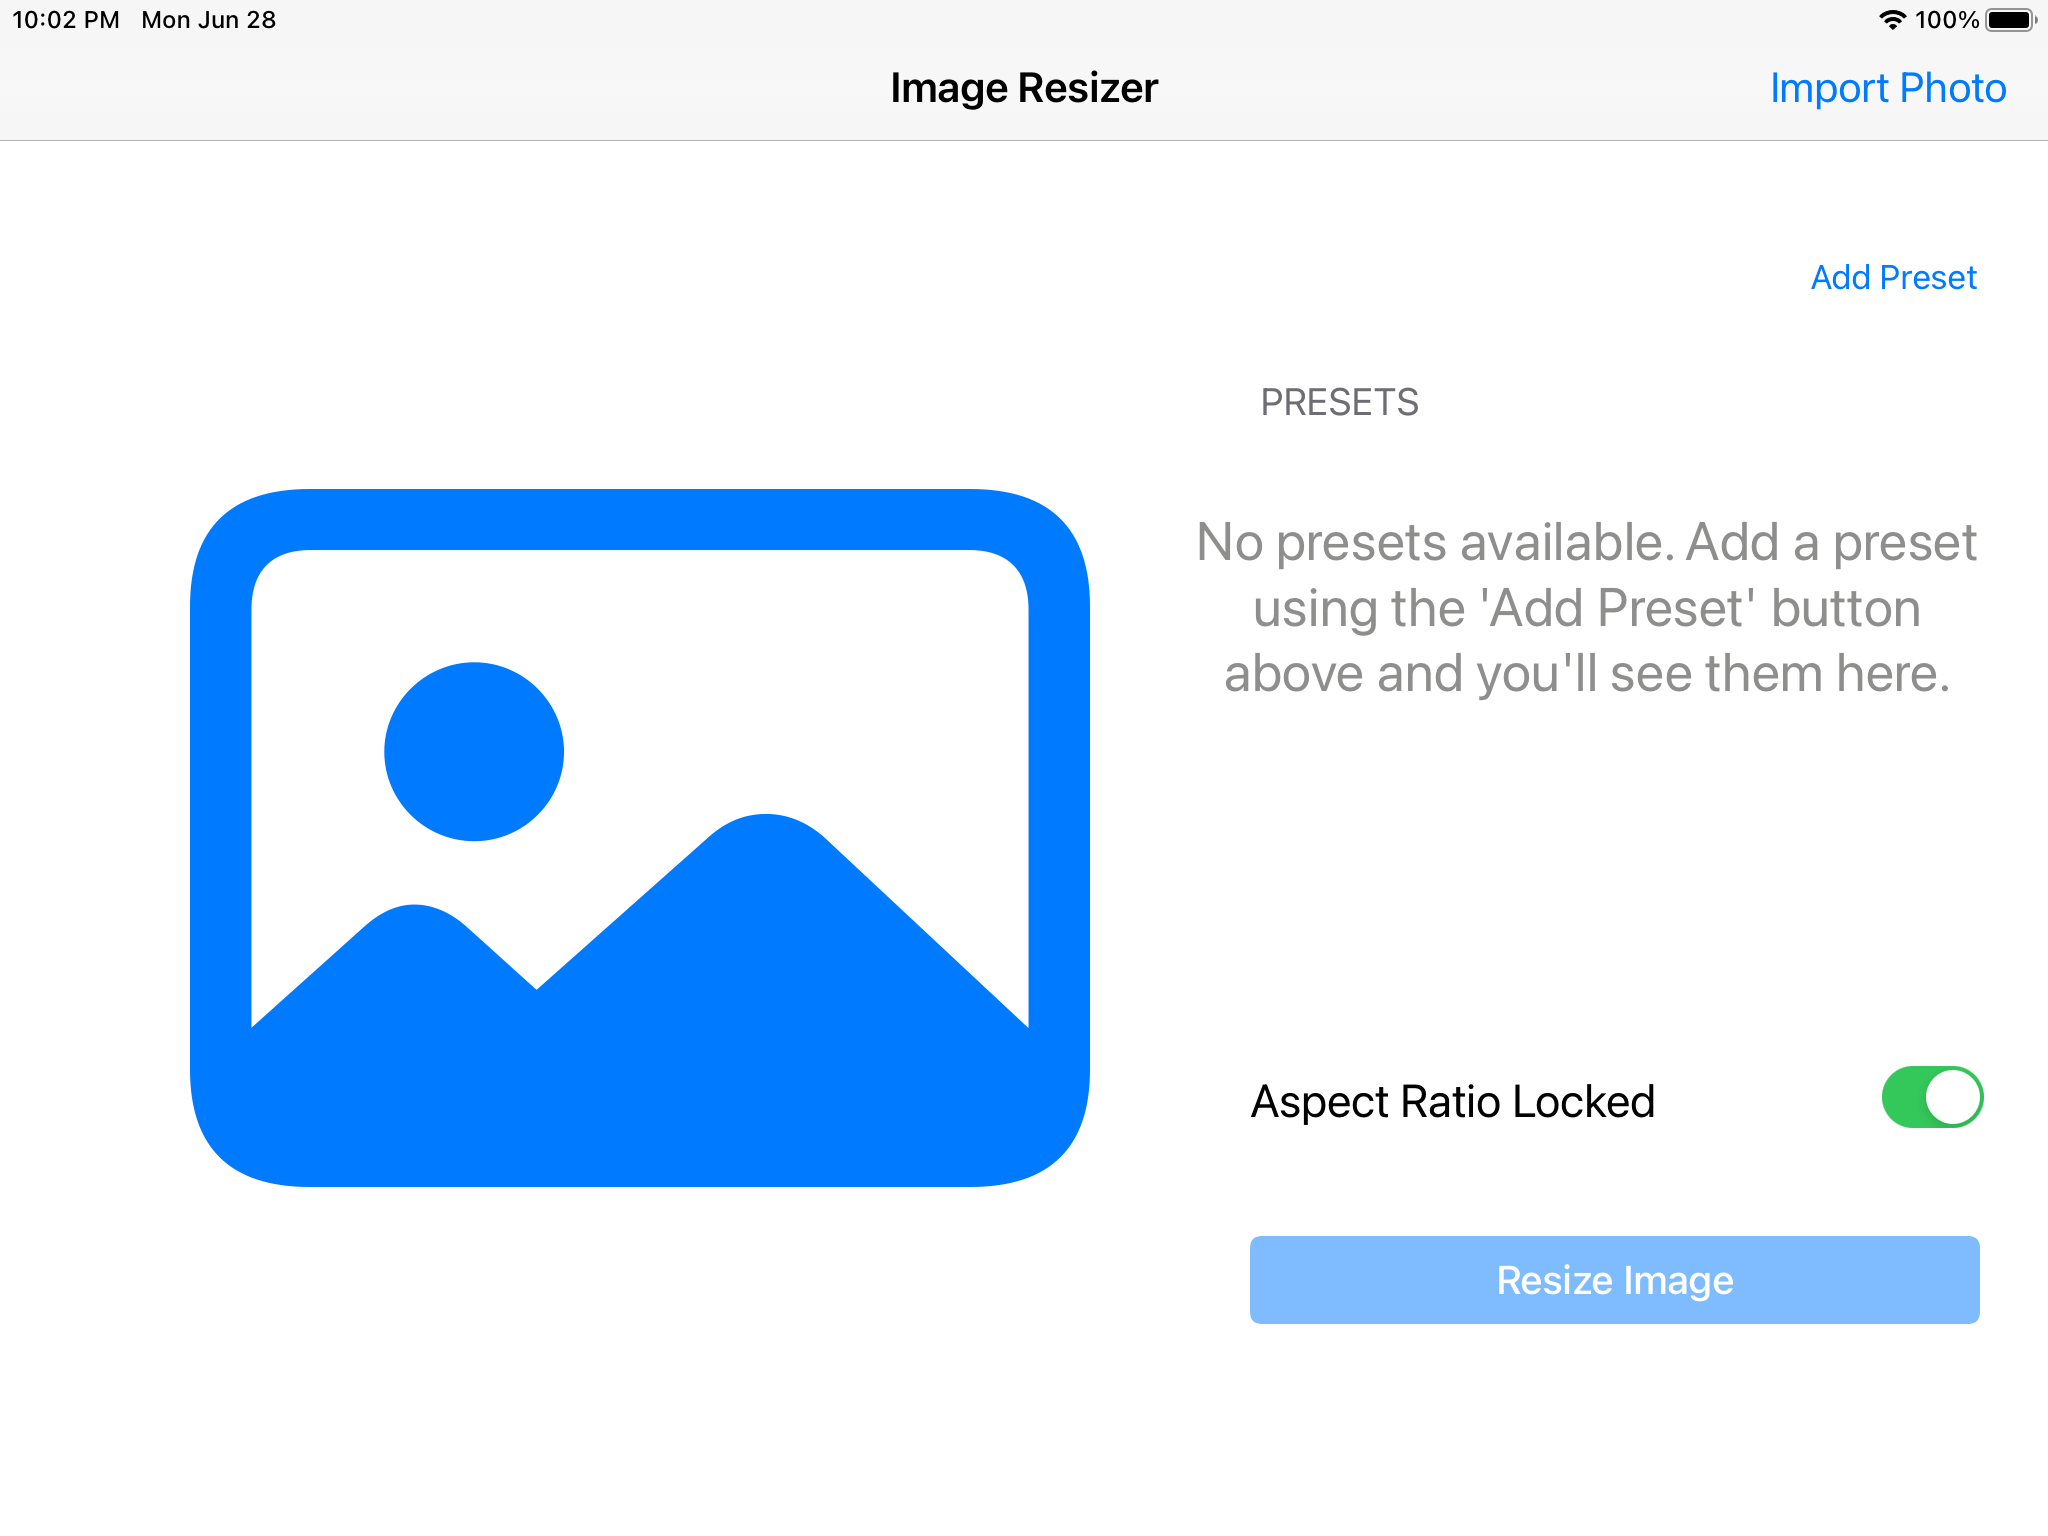 10:02 PM Mon Jun 28
100%
Image Resizer
Import Photo
Add Preset
PRESETS
No presets available. Add a preset
using the 'Add Preset' button
above and you'll see them here.
Aspect Ratio Locked
Resize Image